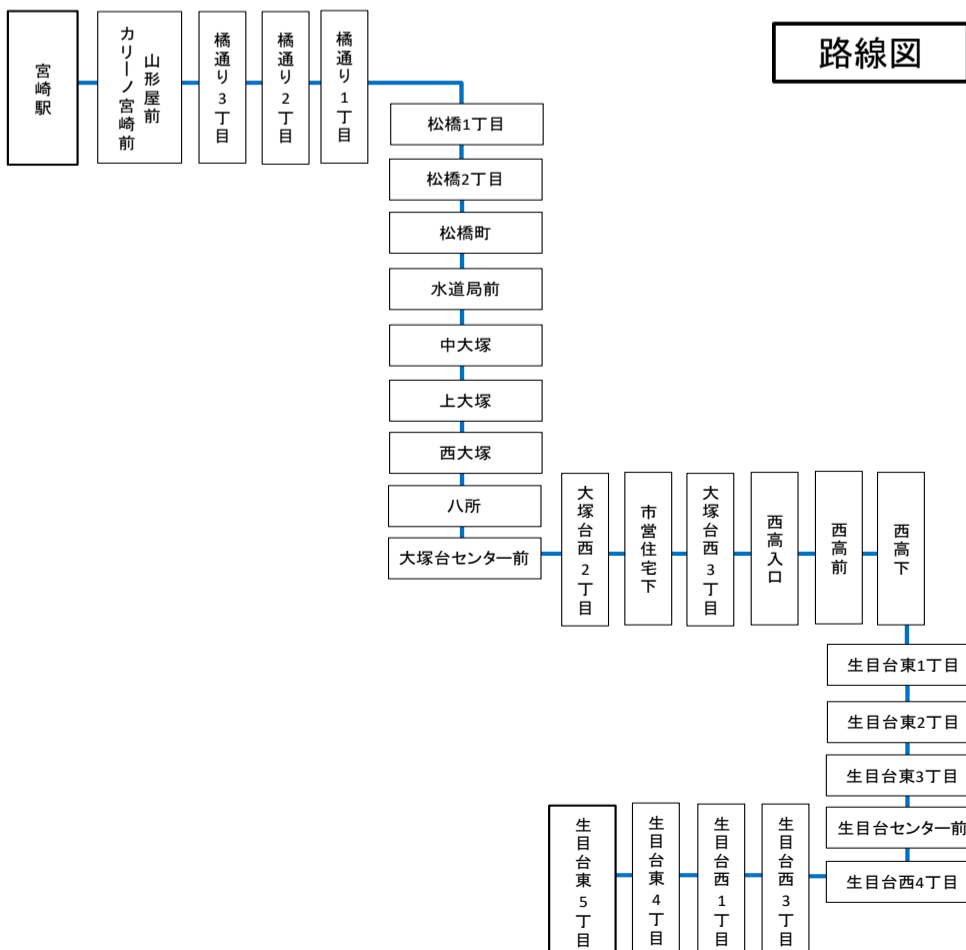 路線図
宮崎駅
山形屋前
カリーノ宮崎前
橘通り3丁目
橘通り2丁目
橘通り1丁目
松橋1丁目
松橋2丁目
松橋町
水道局前
中大塚
上大塚
西大塚
八所
大塚台センター前
大塚台西2丁目
市営住宅下
大塚台西3丁目
西高入口
西高前
西高下
生目台東1丁目
生目台東2丁目
生目台東3丁目
生目台センター前
生目台西4丁目
生目台西3丁目
生目台西1丁目
生目台東4丁目
生目台東5丁目